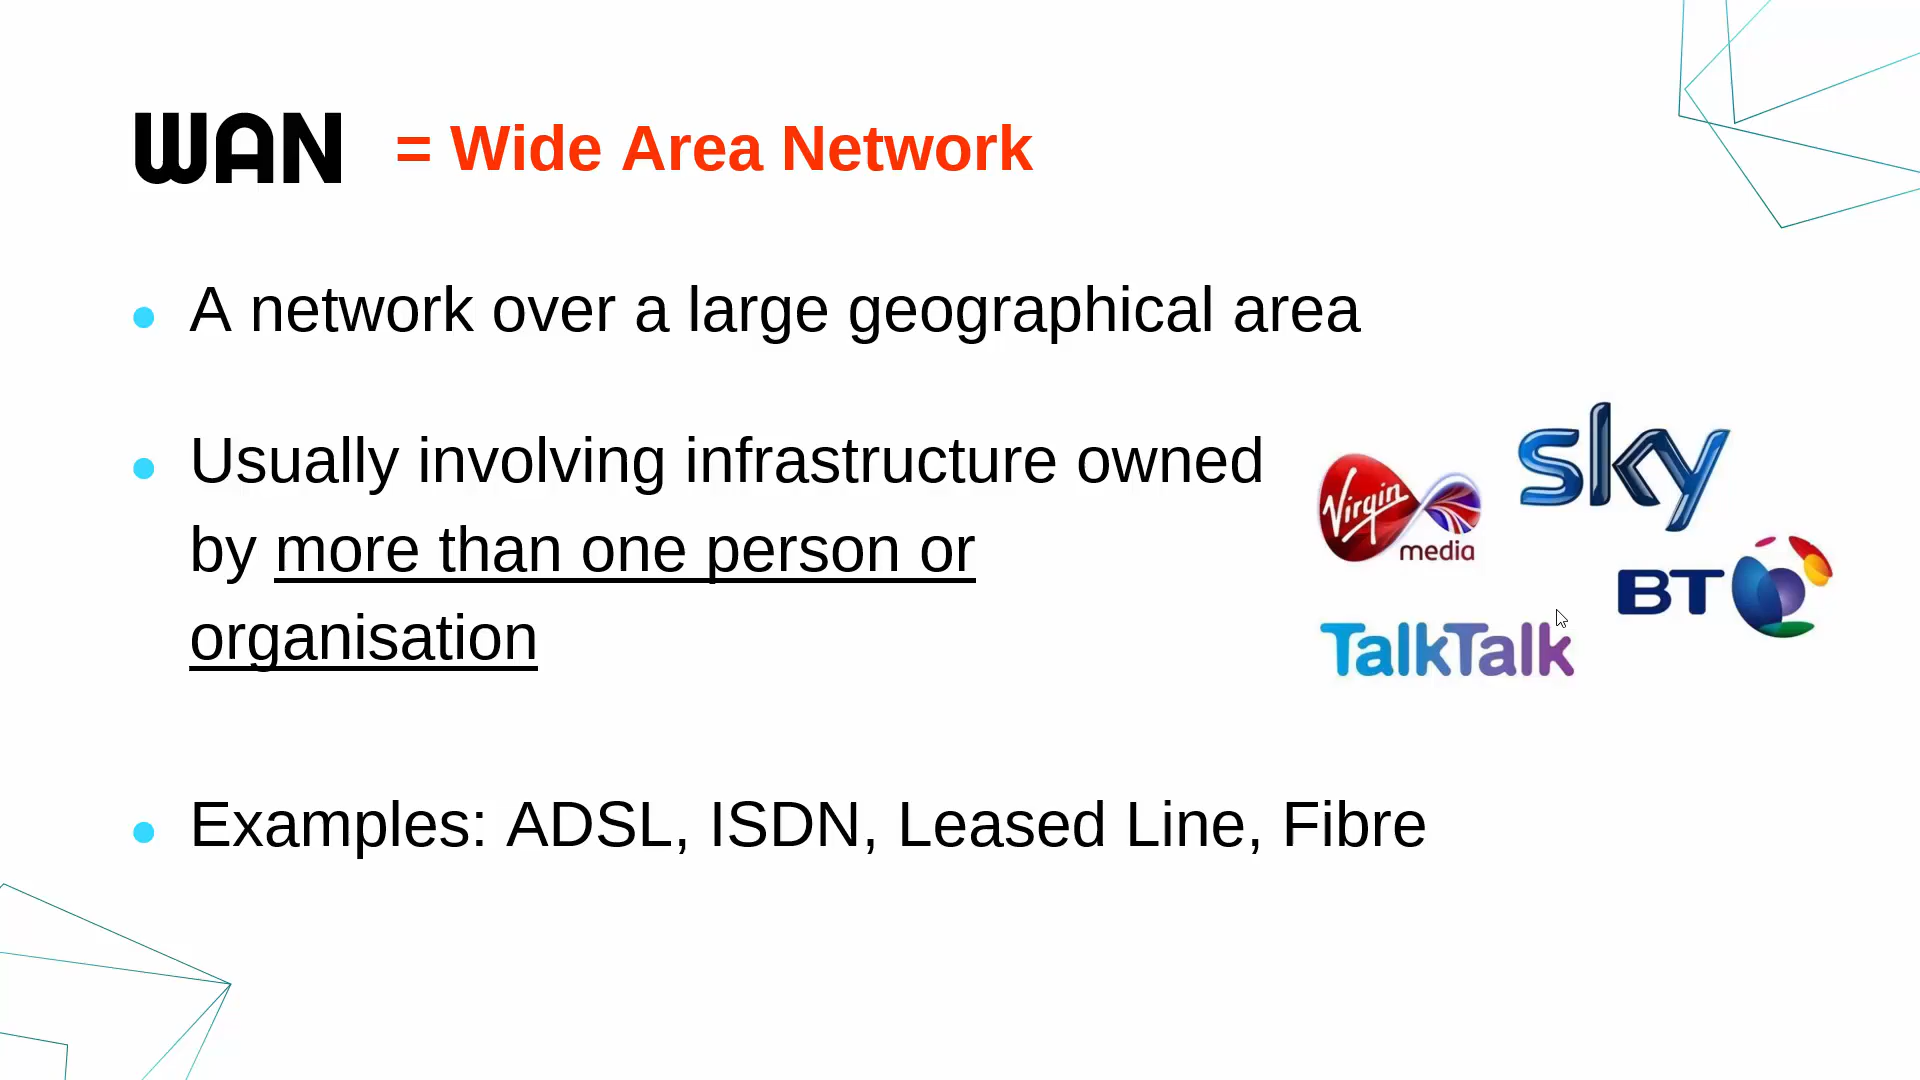 WAN = Wide Area Network
A network over a large geographical area
Usually involving infrastructure owned
by more than one person or
organisation
sky
Virgin
media
BT
TalkTalk
Examples: ADSL, ISDN, Leased Line, Fibre